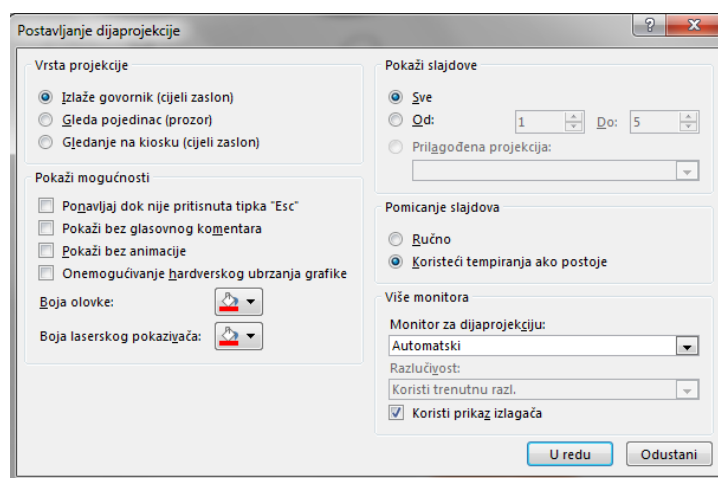 Postavljanje dijaprojekcije
Vrsta projekcije
Izlaže govornik (cijeli zaslon)
Gleda pojedinac (prozor)
Gledanje na kiosku (cijeli zaslon)
Pokaži mogućnosti
Ponavljaj dok nije pritisnuta tipka "Esc"
Pokaži bez glasovnog komentara
Pokaži bez animacije
Onemogućivanje hardverskog ubrzanja grafike
Boja olovke:
Boja laserskog pokazivača:
Pokaži slajdove
Sve
Od: 1 Do: 5
Prilagođena projekcija:
Pomicanje slajdova
Ručno
Koristeći tempiranja ako postoje
Više monitora
Monitor za dijaprojekciju:
Automatski
Razlučivost:
Koristi trenutnu razl.
Koristi prikaz izlagača
U redu Odustani